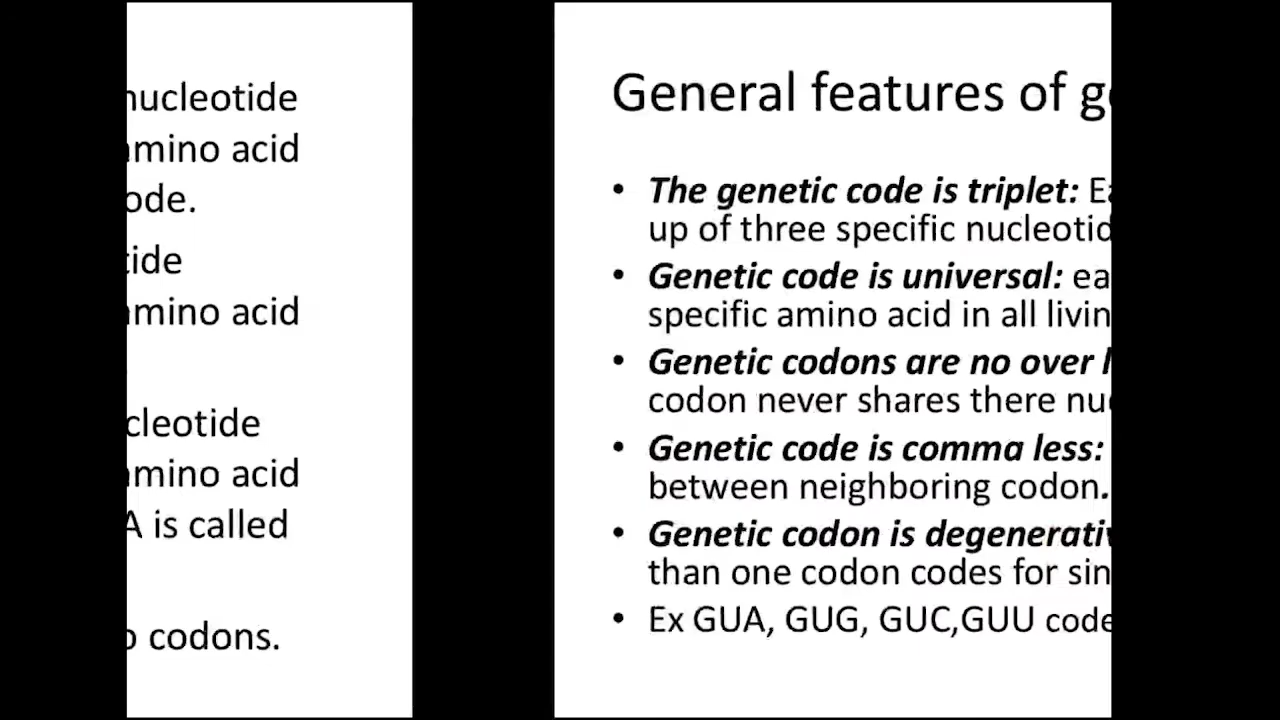 nucleotide
amino acid
ode.
tide
amino acid
cleotide
amino acid
A is called
codons.
General features of g
• The genetic code is triplet: E
up of three specific nucleotid
• Genetic code is universal: ea
specific amino acid in all livin
• Genetic codons are no over l
codon never shares there nu
• Genetic code is comma less:
between neighboring codon.
• Genetic codon is degenerati
than one codon codes for sin
• Ex GUA, GUG, GUC,GUU code